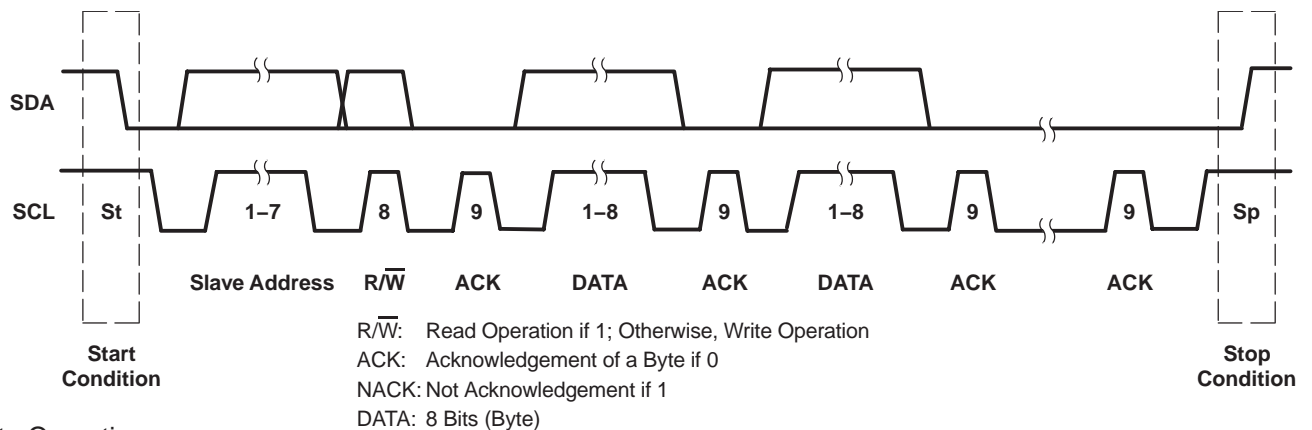 SDA
SCL St 1–7 8 9 1–8 9 1–8 9 9 Sp
Slave Address R/W̅ ACK DATA ACK DATA ACK ACK
Start
Condition
Stop
Condition
R/W̅: Read Operation if 1; Otherwise, Write Operation
ACK: Acknowledgement of a Byte if 0
NACK: Not Acknowledgement if 1
DATA: 8 Bits (Byte)